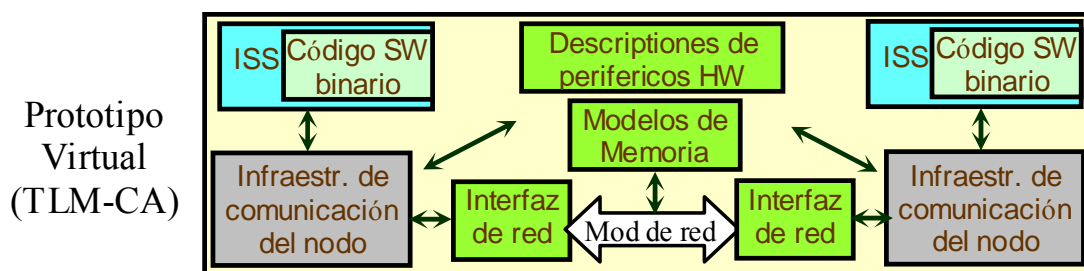 Prototipo
Virtual
(TLM-CA)
ISS
Código SW
binario
Descriptiones de
perifericos HW
ISS
Código SW
binario
Modelos de
Memoria
Infraestr. de
comunicación
del nodo
Interfaz
de red
Mod de red
Interfaz
de red
Infraestr. de
comunicación
del nodo